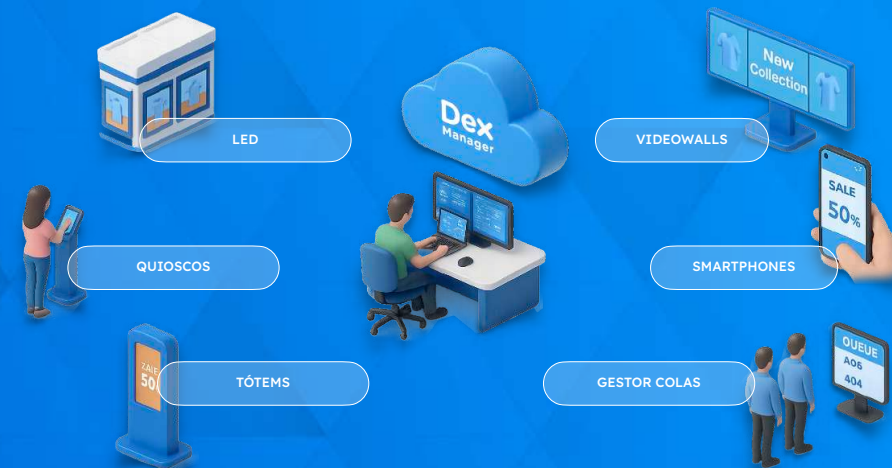 LED
Dex
Manager
New
Collection
VIDEOWALLS
SALE
50%
QUIOSCOS
SMARTPHONES
ZALE
50
TÓTEMS
GESTOR COLAS
QUEUE
A06
404